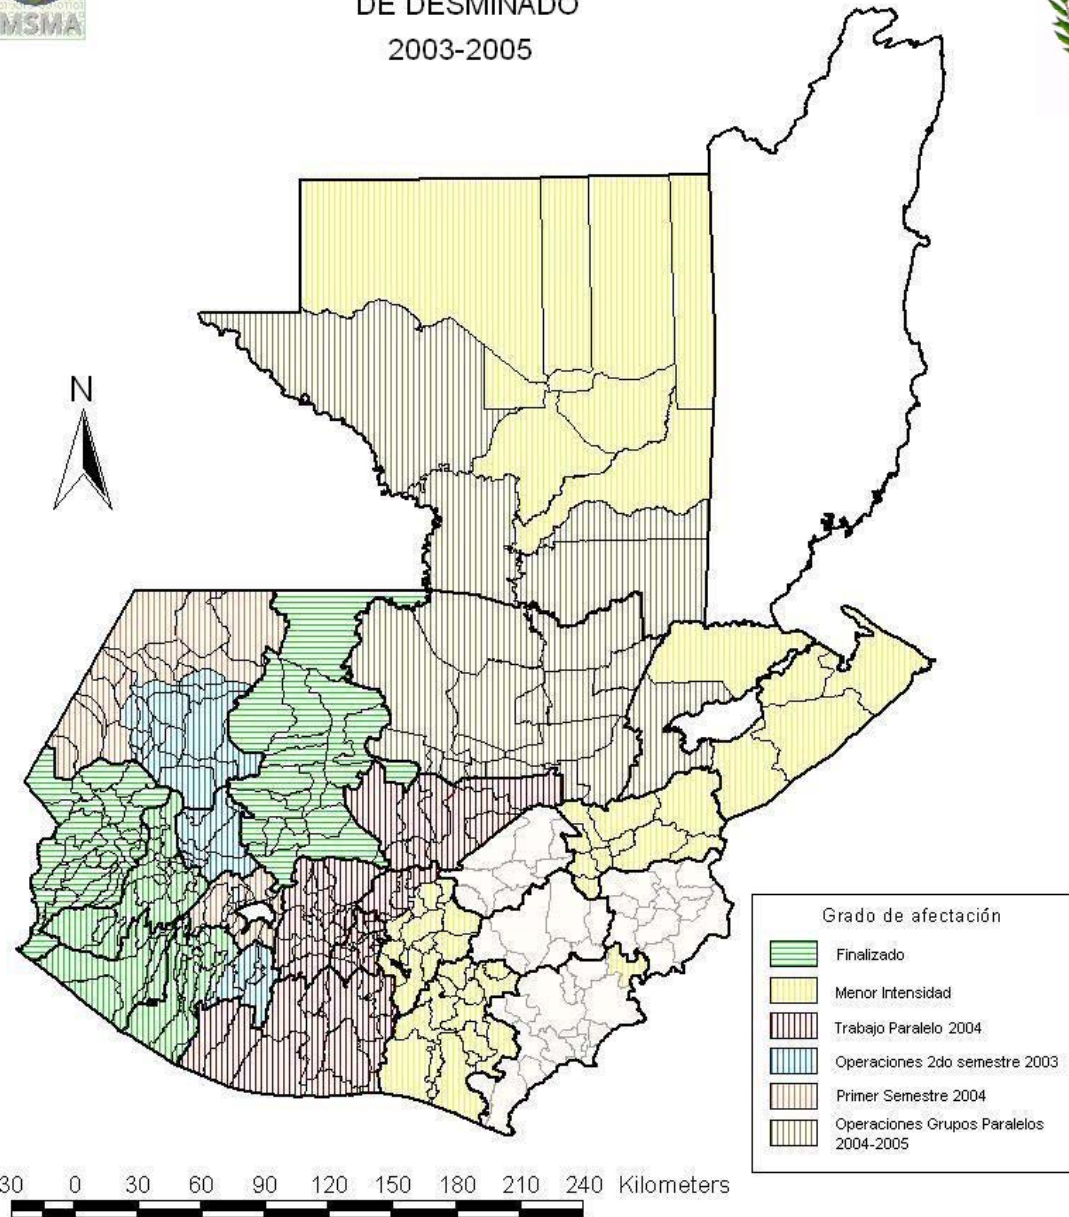 MSMA
DE DESMINADO
2003-2005
N
Grado de afectación
Finalizado
Menor Intensidad
Trabajo Paralelo 2004
Operaciones 2do semestre 2003
Primer Semestre 2004
Operaciones Grupos Paralelos
2004-2005
30 0 30 60 90 120 150 180 210 240 Kilometers